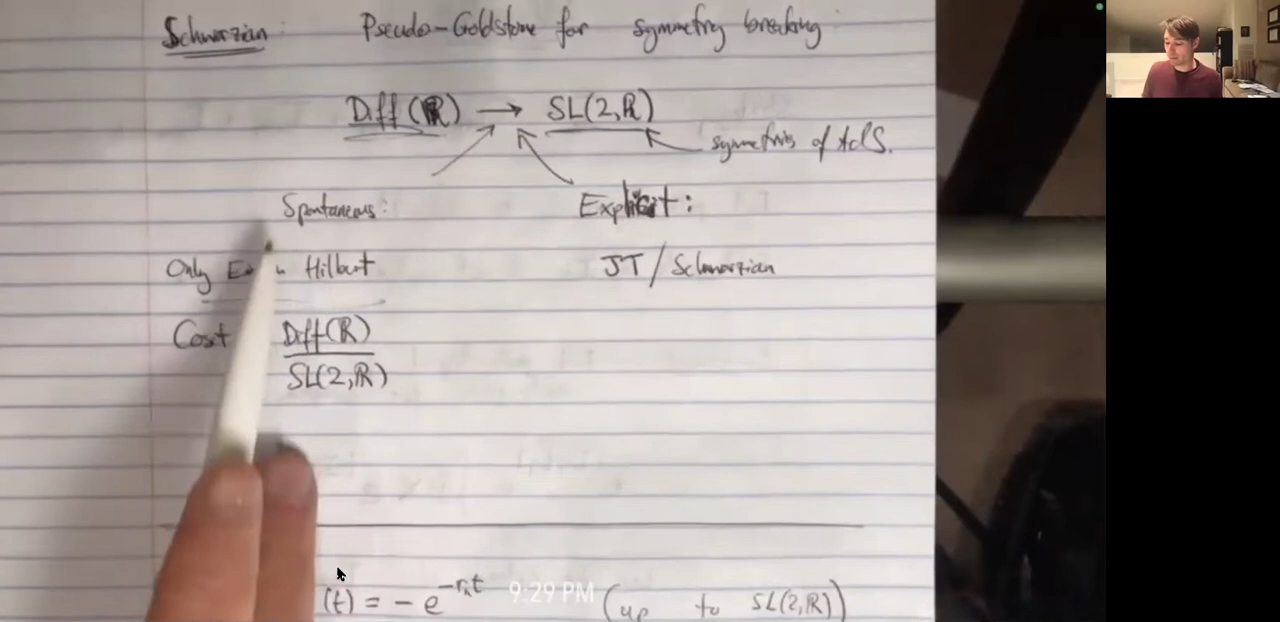 Schwarzian: Pseudo-Goldstone for symmetry breaking
Diff(ℝ) → SL(2,ℝ)
symmetries of AdS.
Spontaneous: Explicit:
Only Hilbert JT/Schwarzian
Diff(ℝ)
SL(2,ℝ)
(t) = - e^{-r_h t} (up to SL(2,ℝ))
9:29 PM